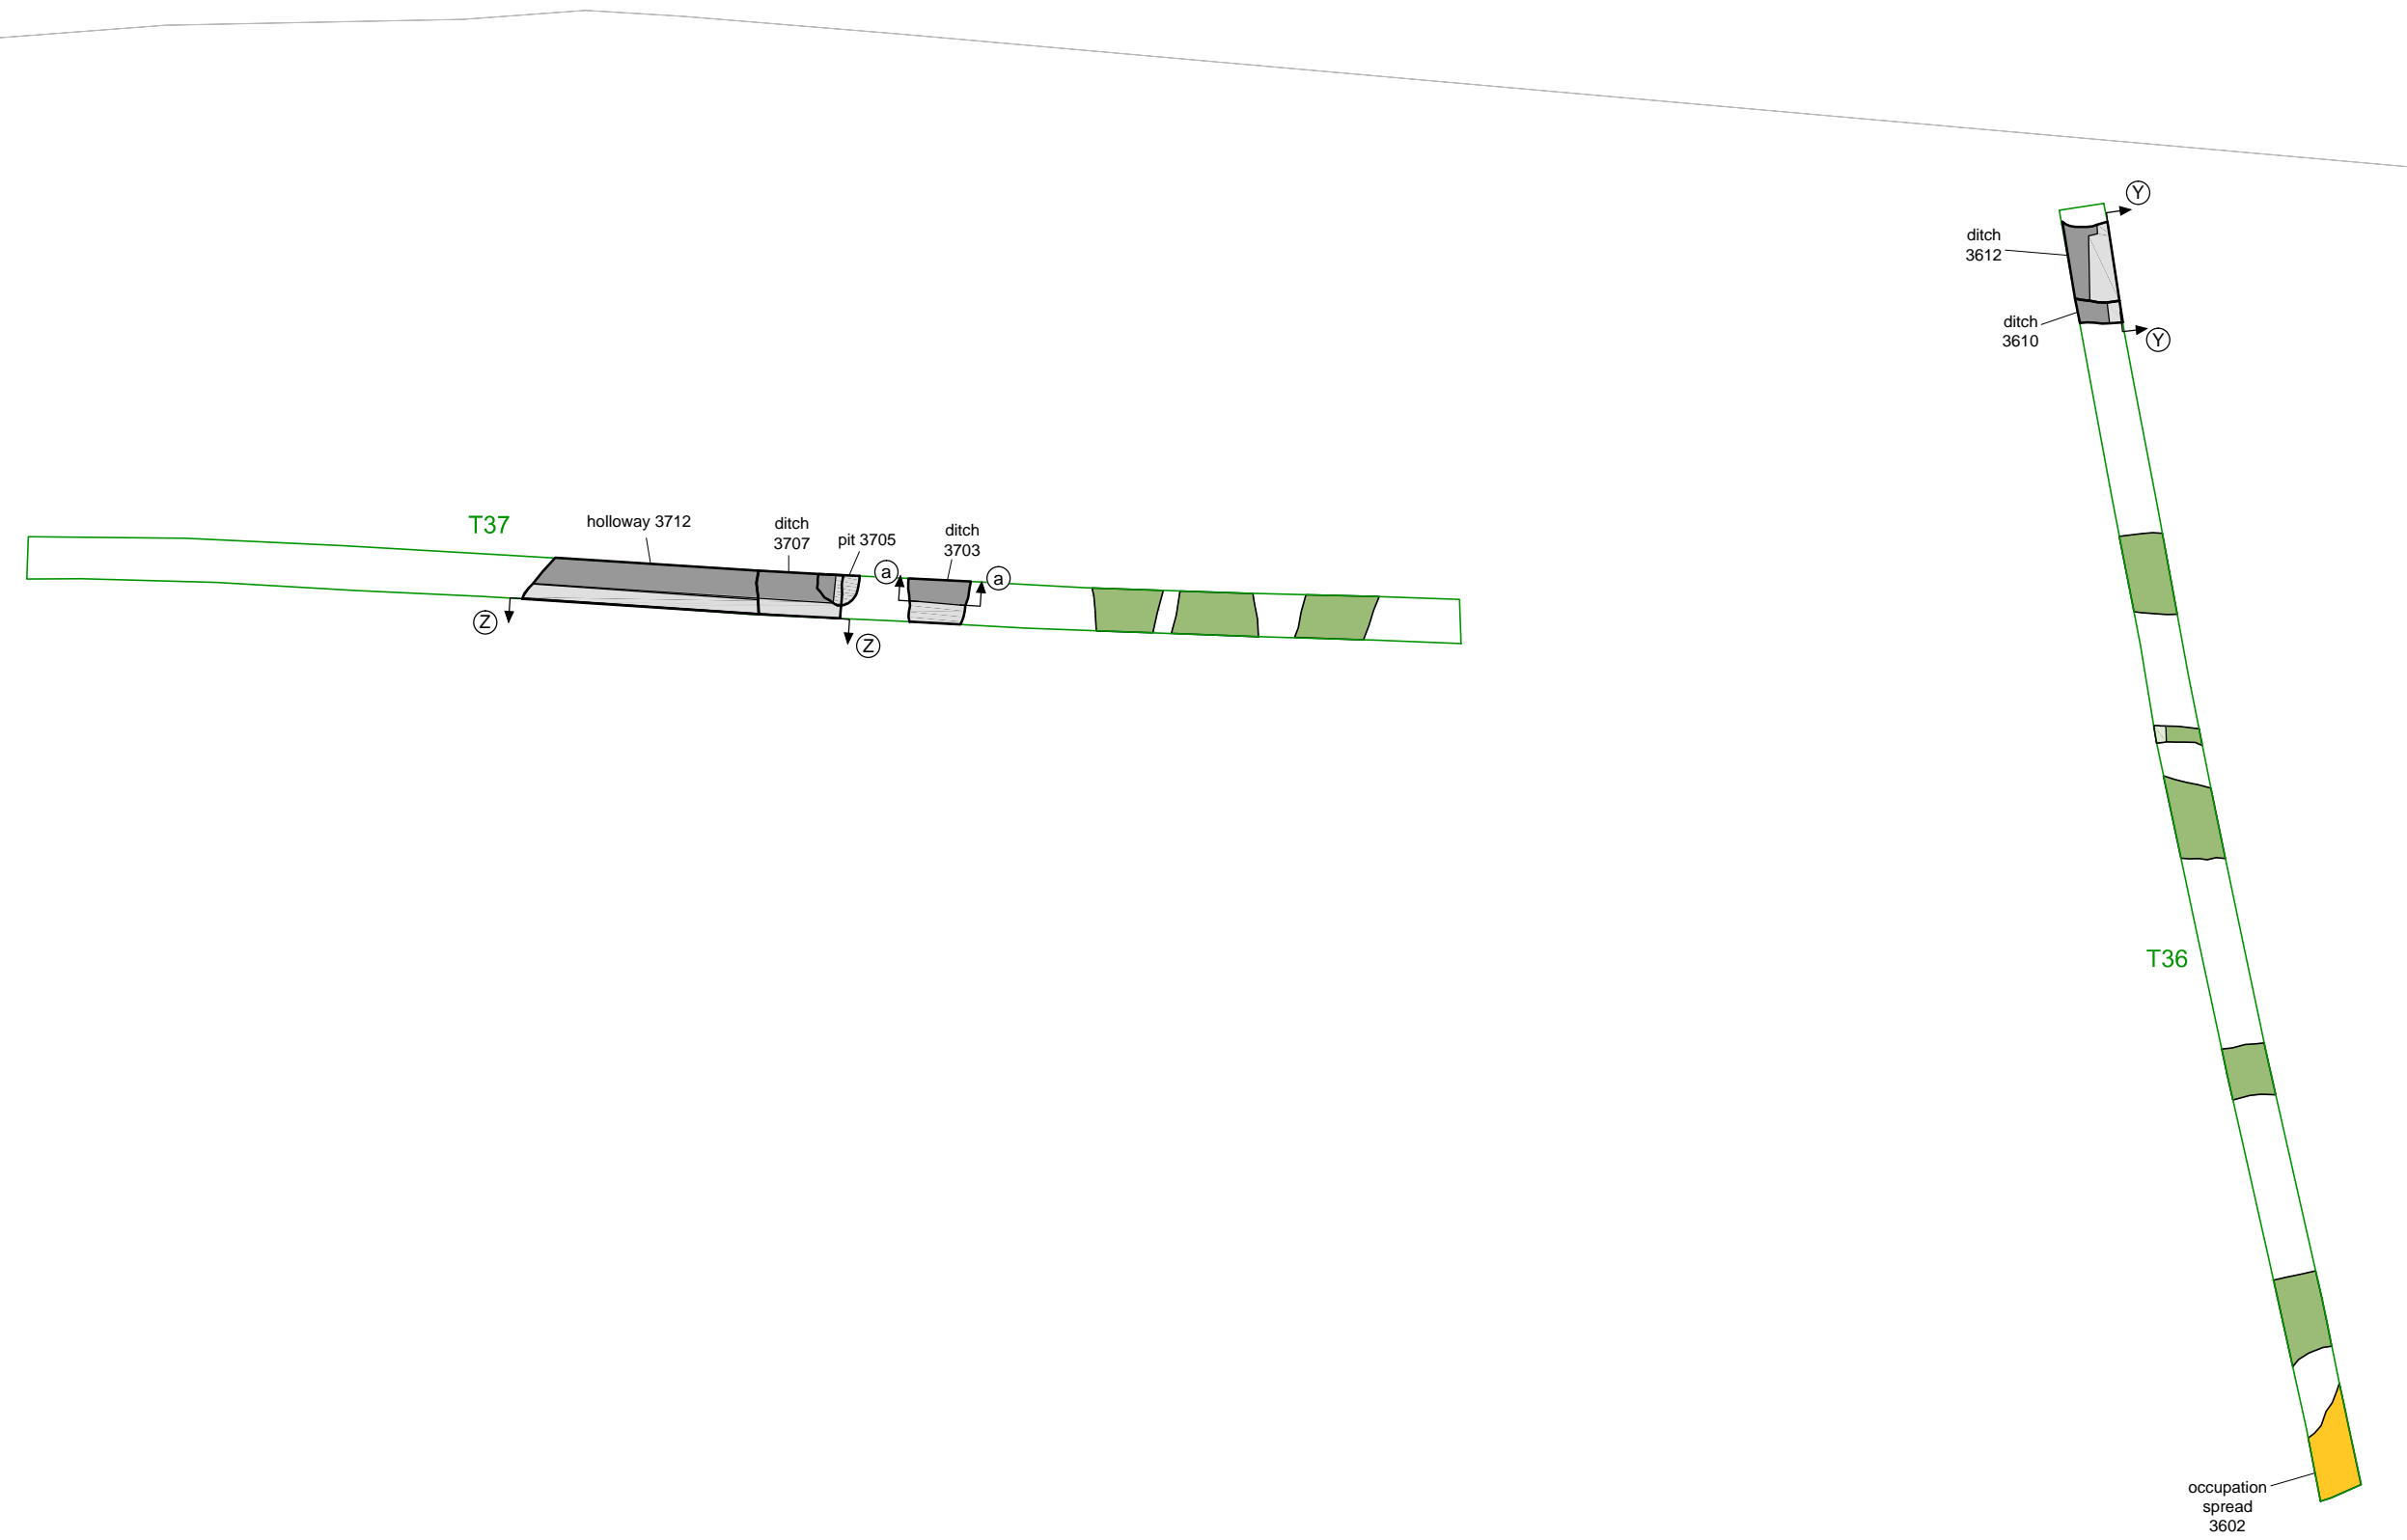 Y
ditch
3612
ditch
3610
Y
T37
holloway 3712
ditch
3707
pit 3705
ditch
3703
a
a
Z
Z
T36
occupation
spread
3602